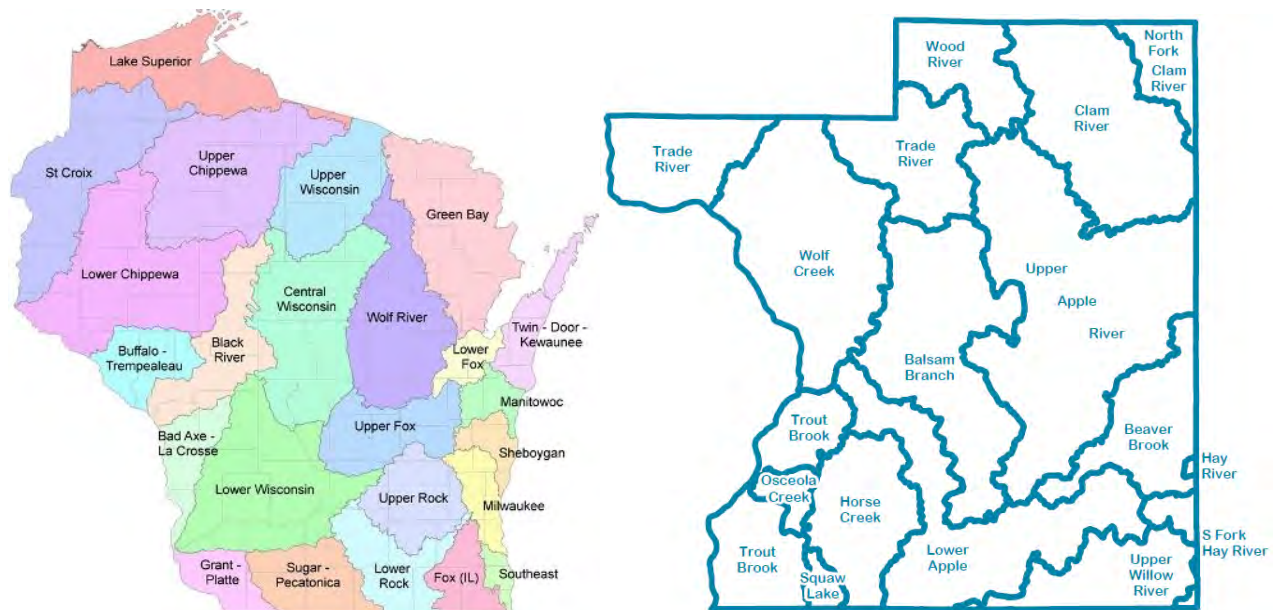 Lake Superior
St Croix
Upper
Chippewa
Upper
Wisconsin
Green Bay
Lower Chippewa
Central
Wisconsin
Wolf River
Twin - Door -
Kewaunee
Buffalo -
Trempealeau
Black
River
Lower
Fox
Manitowoc
Bad Axe -
La Crosse
Upper Fox
Sheboygan
Lower Wisconsin
Upper Rock
Milwaukee
Grant -
Platte
Sugar -
Pecatonica
Lower
Rock
Fox (IL)
Southeast
Wood
River
North
Fork
Clam
River
Clam
River
Trade
River
Trade
River
Wolf
Creek
Upper
Apple
River
Balsam
Branch
Trout
Brook
Beaver
Brook
Hay
River
Osceola
Creek
Horse
Creek
Trout
Brook
Squaw
Lake
Lower
Apple
S Fork
Hay River
Upper
Willow
River